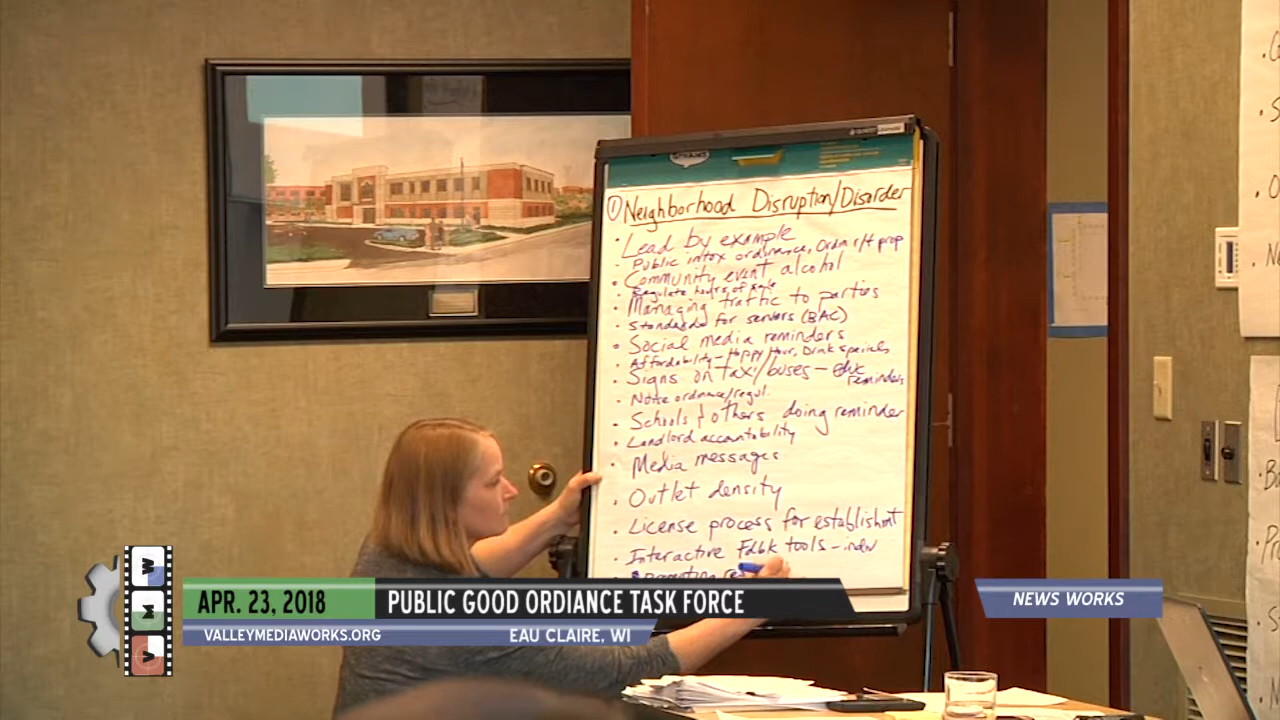 ① Neighborhood Disruption/Disorder
• Lead by example
• Public intox ordinance, Ordin r/t prop
• Community event alcohol
• Regulate hours of sale
• Managing traffic to parties
• Standards for servers (BAC)
• Social media reminders
• Affordability - Happy Hour, Drink specials
• Signs on taxi/buses - educ
reminders
• Noise ordinance/regul.
• Schools & others doing reminder
• Landlord accountability
• Media messages
• Outlet density
• License process for establishmt
• Interactive Fdbk tools - indiv
APR. 23, 2018
PUBLIC GOOD ORDIANCE TASK FORCE
NEWS WORKS
VALLEYMEDIAWORKS.ORG
EAU CLAIRE, WI
W
M
V